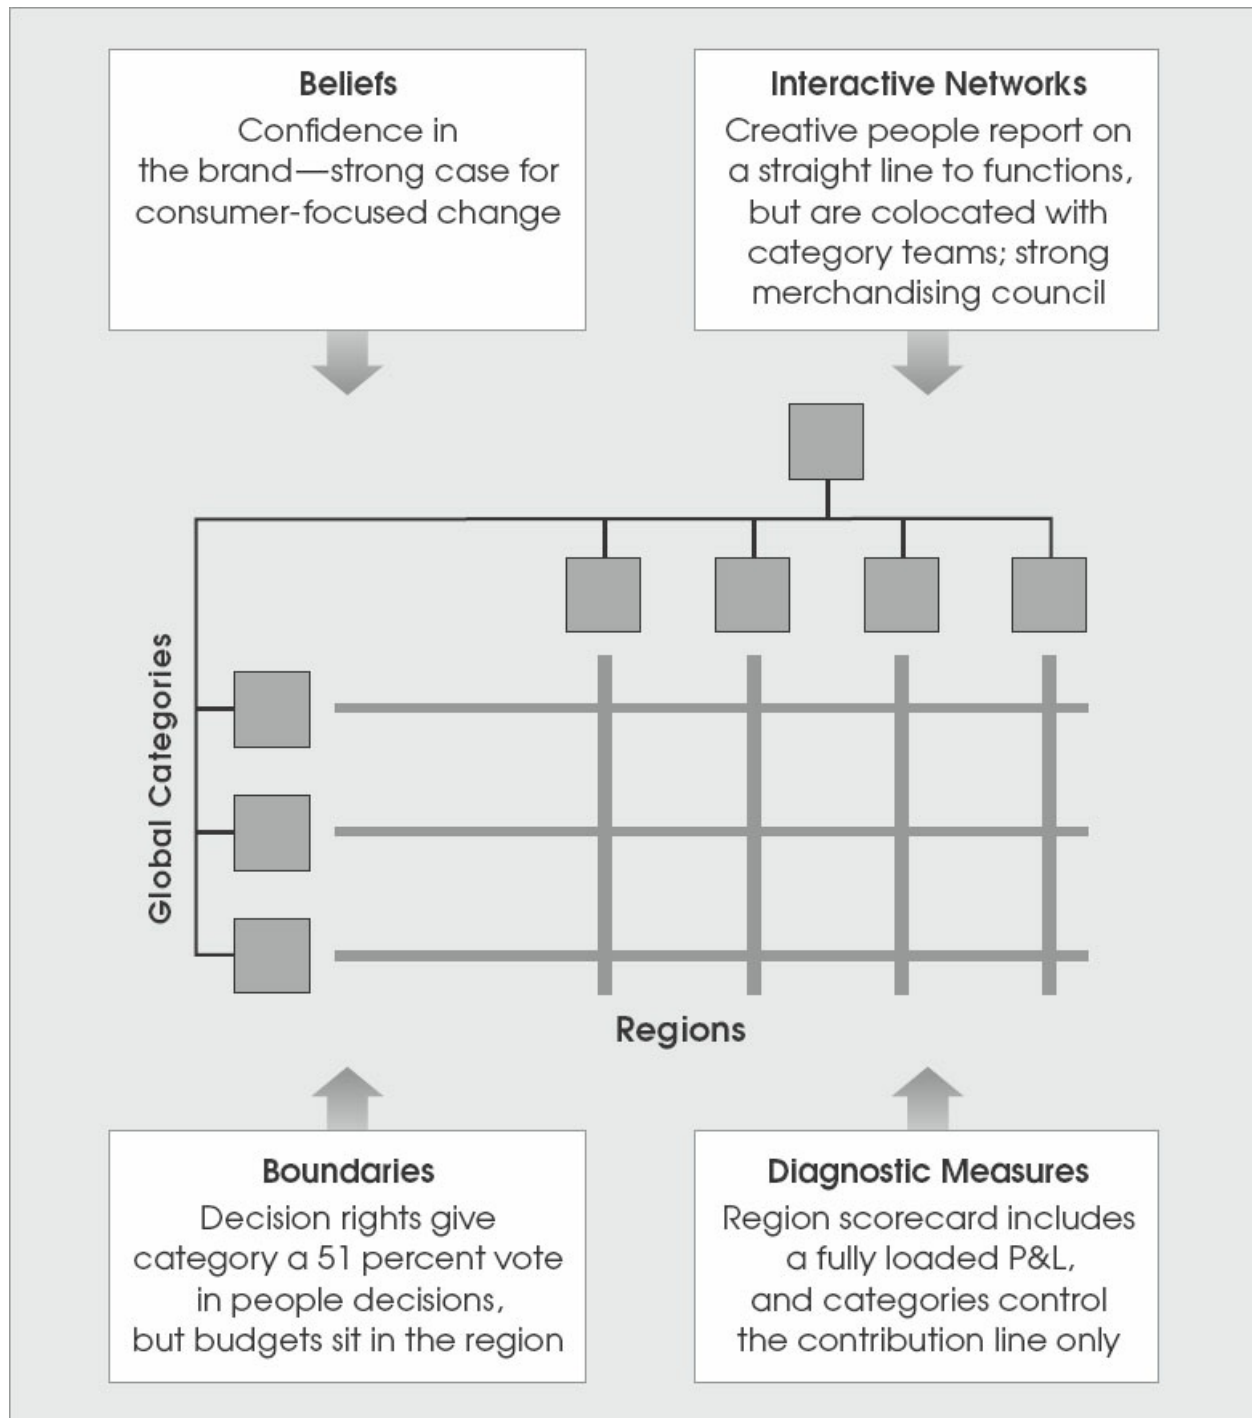 Beliefs
Confidence in
the brand—strong case for
consumer-focused change
Interactive Networks
Creative people report on
a straight line to functions,
but are colocated with
category teams; strong
merchandising council
Global Categories
Regions
Boundaries
Decision rights give
category a 51 percent vote
in people decisions,
but budgets sit in the region
Diagnostic Measures
Region scorecard includes
a fully loaded P&L,
and categories control
the contribution line only